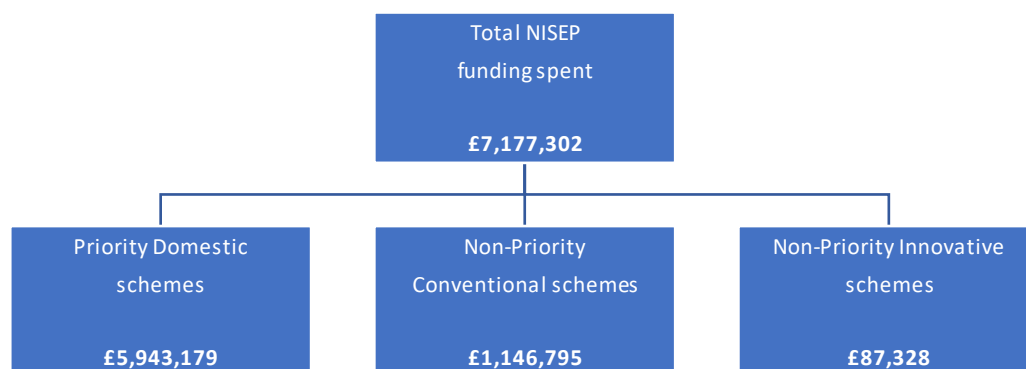 Total NISEP
funding spent
£7,177,302
Priority Domestic
schemes
£5,943,179
Non-Priority
Conventional schemes
£1,146,795
Non-Priority Innovative
schemes
£87,328